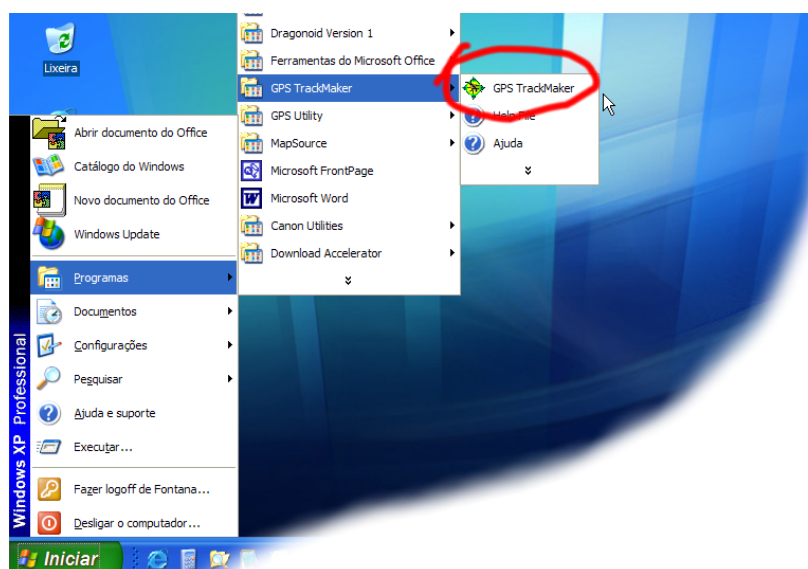 Lixeira
Abrir documento do Office
Catálogo do Windows
Novo documento do Office
Windows Update
Programas
Documentos
Configurações
Pesquisar
Ajuda e suporte
Executar...
Fazer logoff de Fontana...
Desligar o computador...
Windows XP Professional
Iniciar
Dragonoid Version 1
Ferramentas do Microsoft Office
GPS TrackMaker
GPS Utility
MapSource
Microsoft FrontPage
Microsoft Word
Canon Utilities
Download Accelerator
GPS TrackMaker
Help File
Ajuda